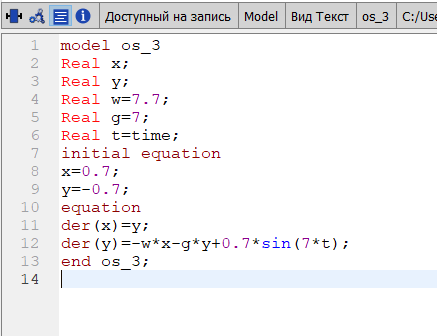 Доступный на запись Model Вид Текст os_3 C:/Use
1 model os_3
2 Real x;
3 Real y;
4 Real w=7.7;
5 Real g=7;
6 Real t=time;
7 initial equation
8 x=0.7;
9 y=-0.7;
10 equation
11 der(x)=y;
12 der(y)=-w*x-g*y+0.7*sin(7*t);
13 end os_3;
14